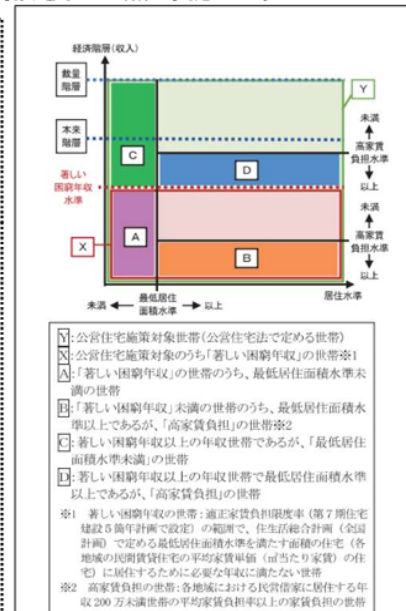 経済階層(収入)
裁量
階層
Y
未満
本来
階層
高家賃
負担水準
C
D
著しい
困窮年収
水準
以上
未満
A
高家賃
負担水準
X
B
以上
未満 最低居住
面積水準 以上
居住水準
Y:公営住宅施策対象世帯(公営住宅法で定める世帯)
X:公営住宅施策対象のうち「著しい困窮年収」の世帯※1
A:「著しい困窮年収」の世帯のうち、最低居住面積水準未
満の世帯
B:「著しい困窮年収」未満の世帯のうち、最低居住面積水
準以上であるが、「高家賃負担」の世帯※2
C:著しい困窮年収以上の年収世帯であるが、「最低居住
面積水準未満」の世帯
D:著しい困窮年収以上の年収世帯で最低居住面積水準
以上であるが、「高家賃負担」の世帯
※1 著しい困窮年収の世帯:適正家賃負担限度率(第7期住宅
建設5箇年計画で設定)の範囲で、住生活総合計画(全国
計画)で定める最低居住面積水準を満たす面積の住宅(各
地域の民間賃貸住宅の平均家賃単価(㎡当たり家賃)の住
宅)に居住するために必要な年収に満たない世帯
※2 高家賃負担の世帯:各地域における民営借家に居住する年
収200万未満世帯の平均家賃負担率以上の家賃負担の世帯